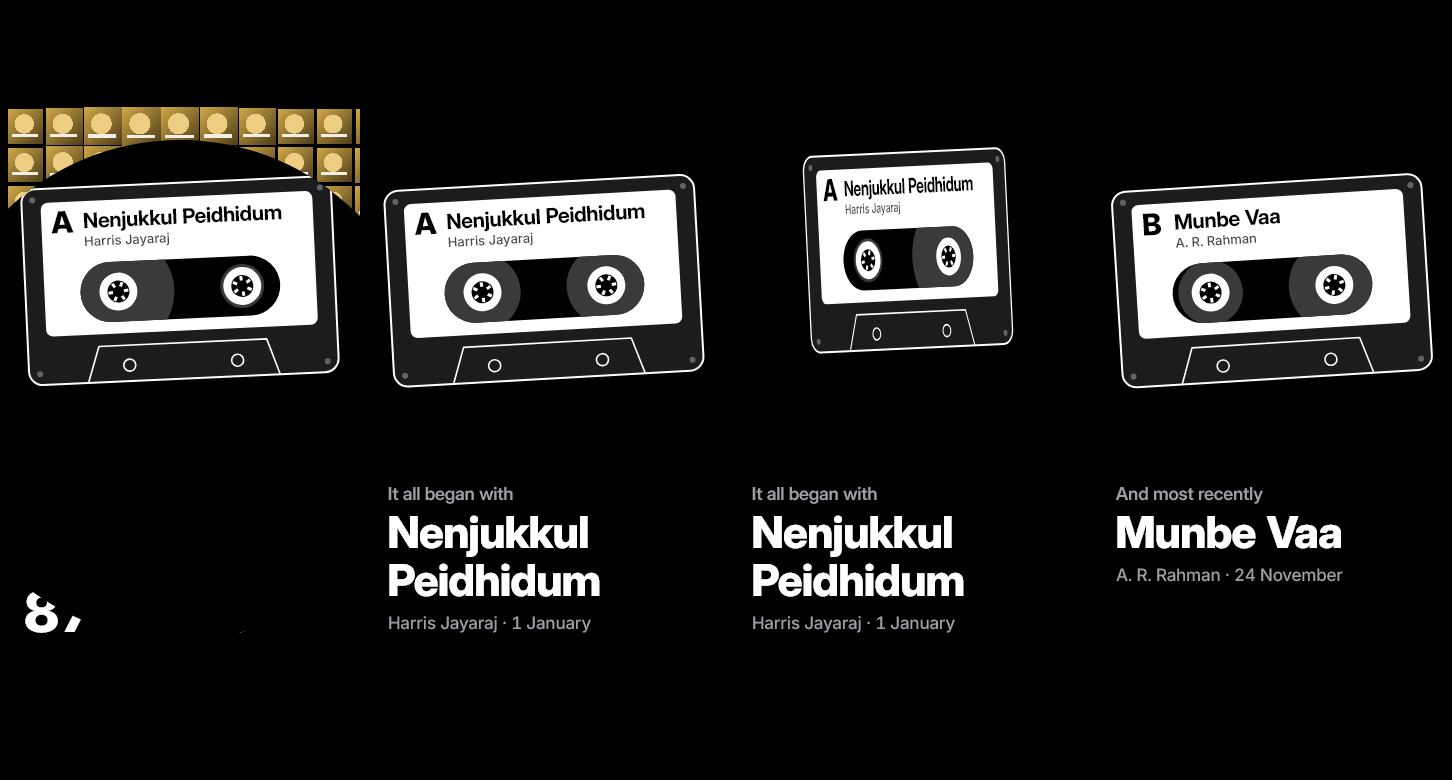 A Nenjukkul Peidhidum
Harris Jayaraj
8,
A Nenjukkul Peidhidum
Harris Jayaraj
It all began with
Nenjukkul
Peidhidum
Harris Jayaraj · 1 January
A Nenjukkul Peidhidum
Harris Jayaraj
It all began with
Nenjukkul
Peidhidum
Harris Jayaraj · 1 January
B Munbe Vaa
A. R. Rahman
And most recently
Munbe Vaa
A. R. Rahman · 24 November